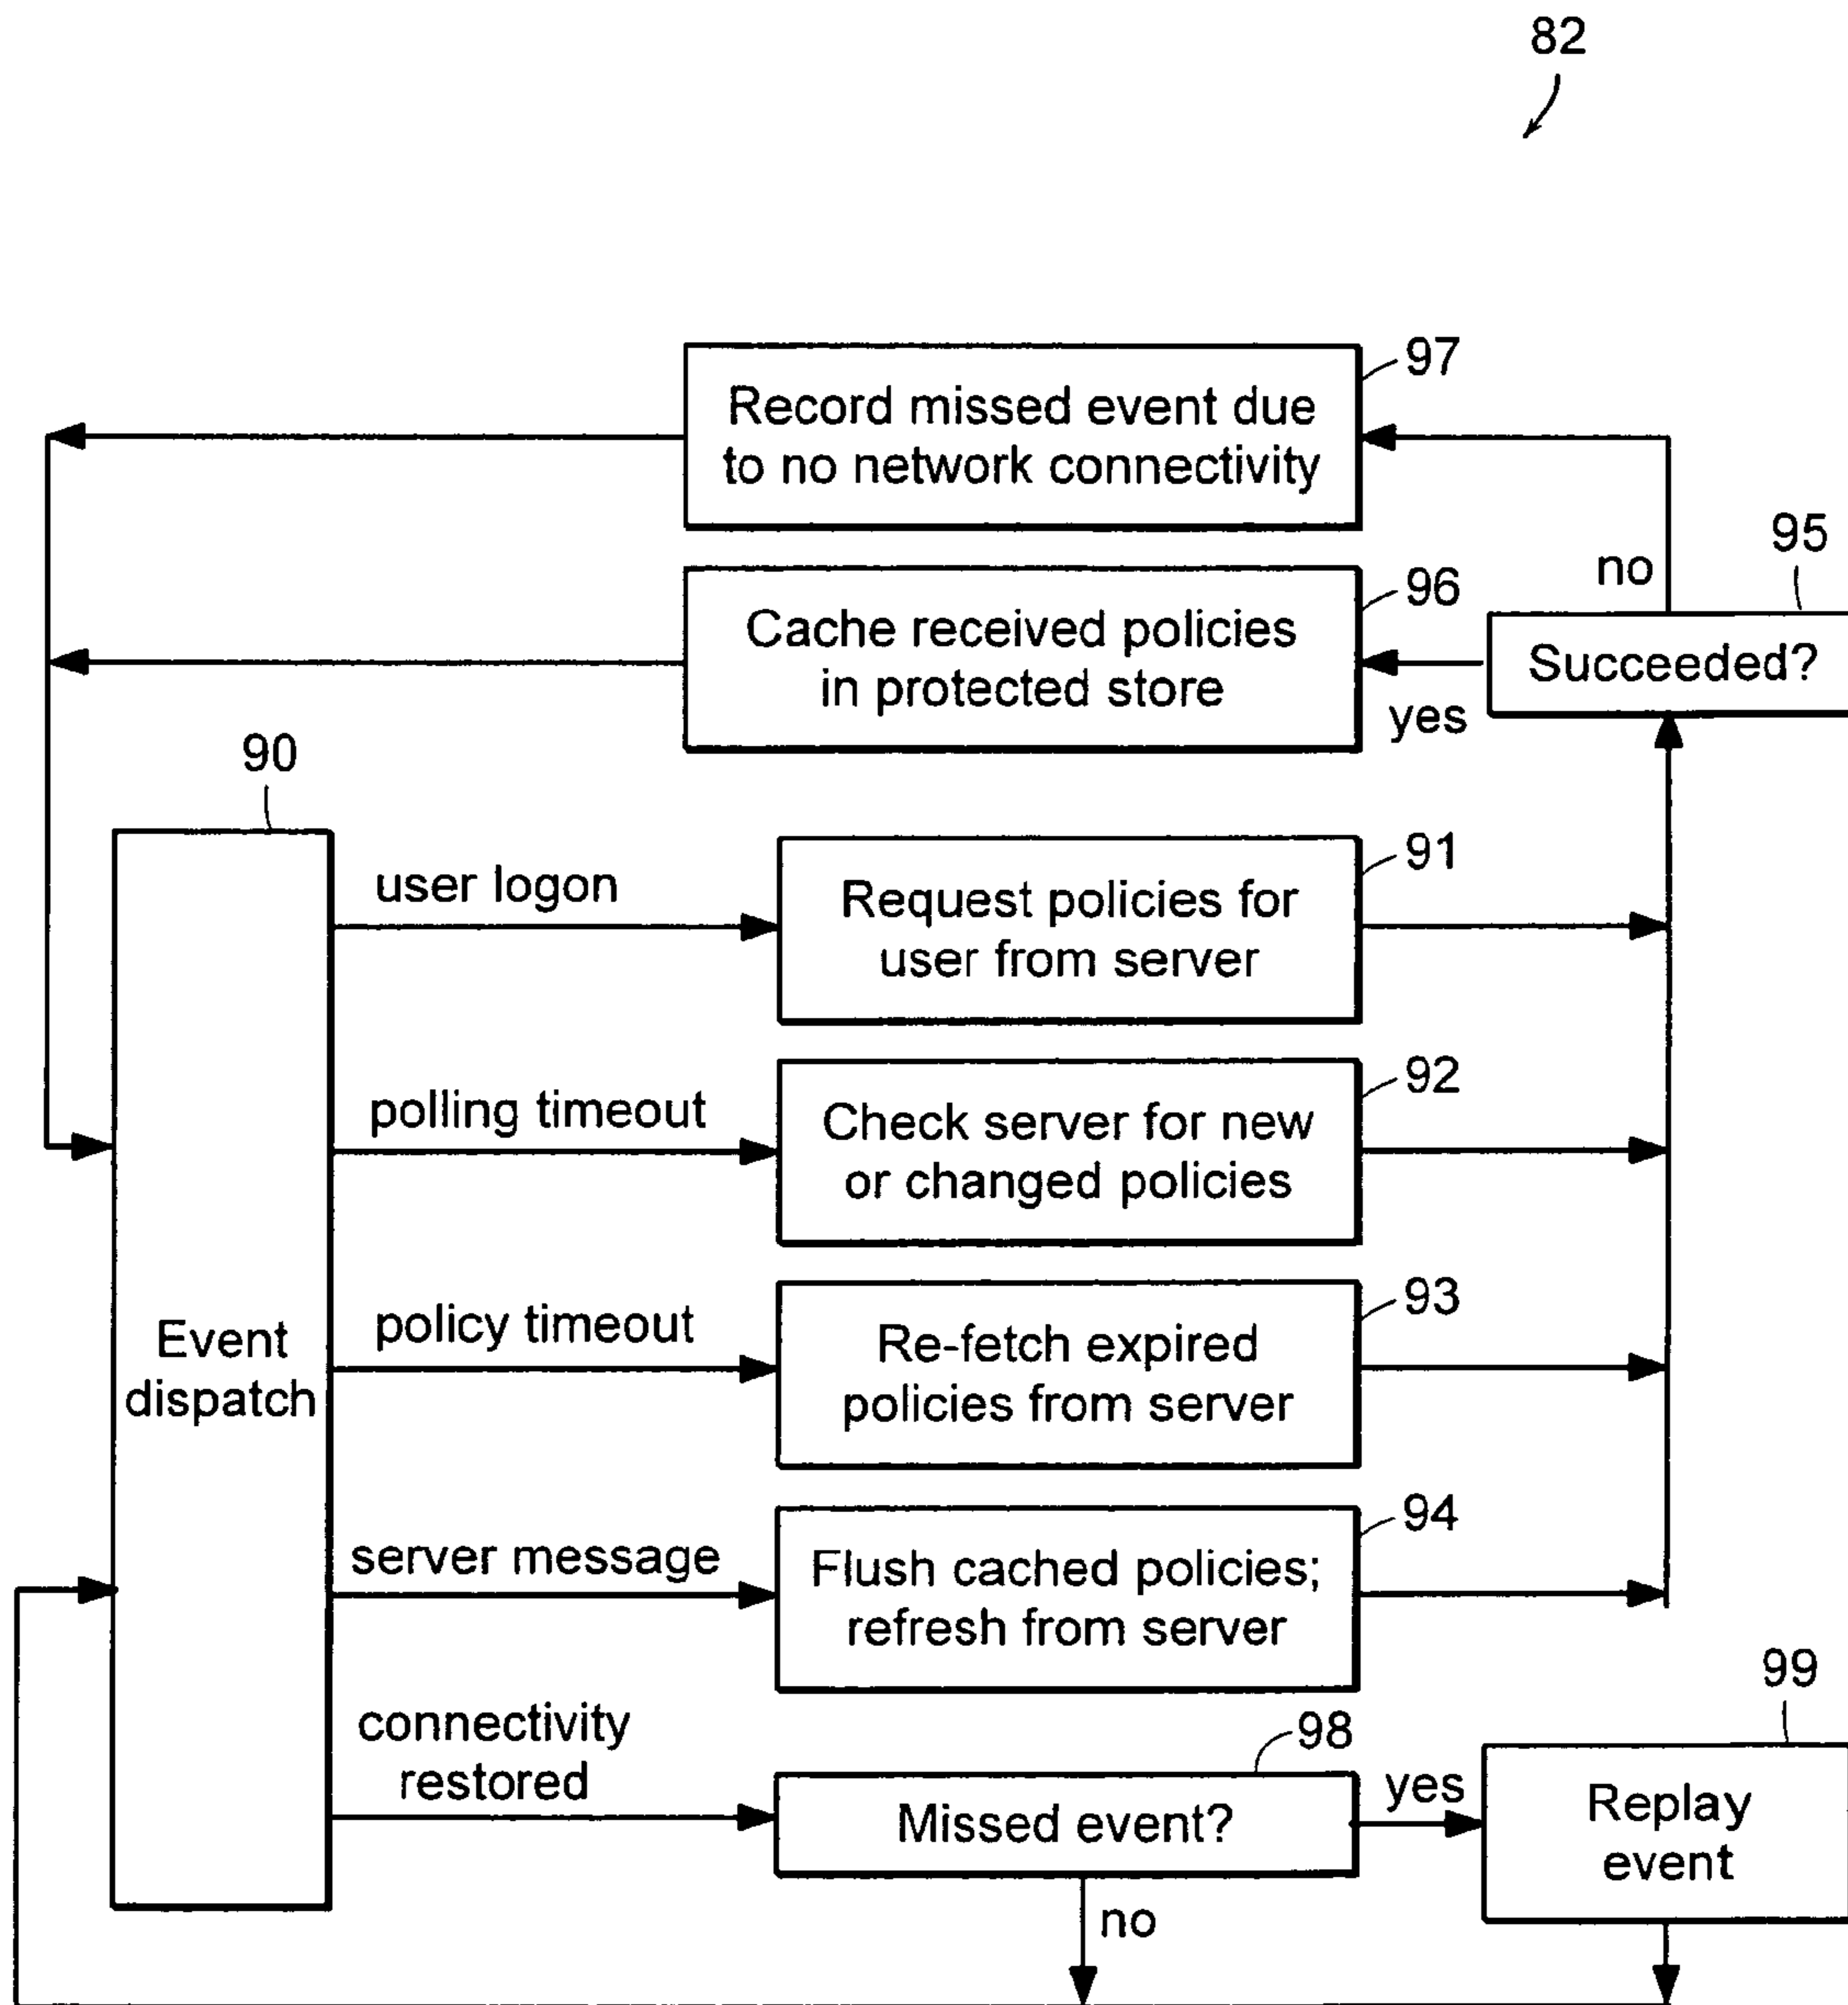 82
97
Record missed event due
to no network connectivity
95
no
96
Cache received policies
in protected store
Succeeded?
yes
90
91
user logon
Request policies for
user from server
92
polling timeout
Check server for new
or changed policies
93
policy timeout
Re-fetch expired
policies from server
Event
dispatch
94
server message
Flush cached policies;
refresh from server
99
connectivity
restored
98
Missed event?
yes
Replay
event
no